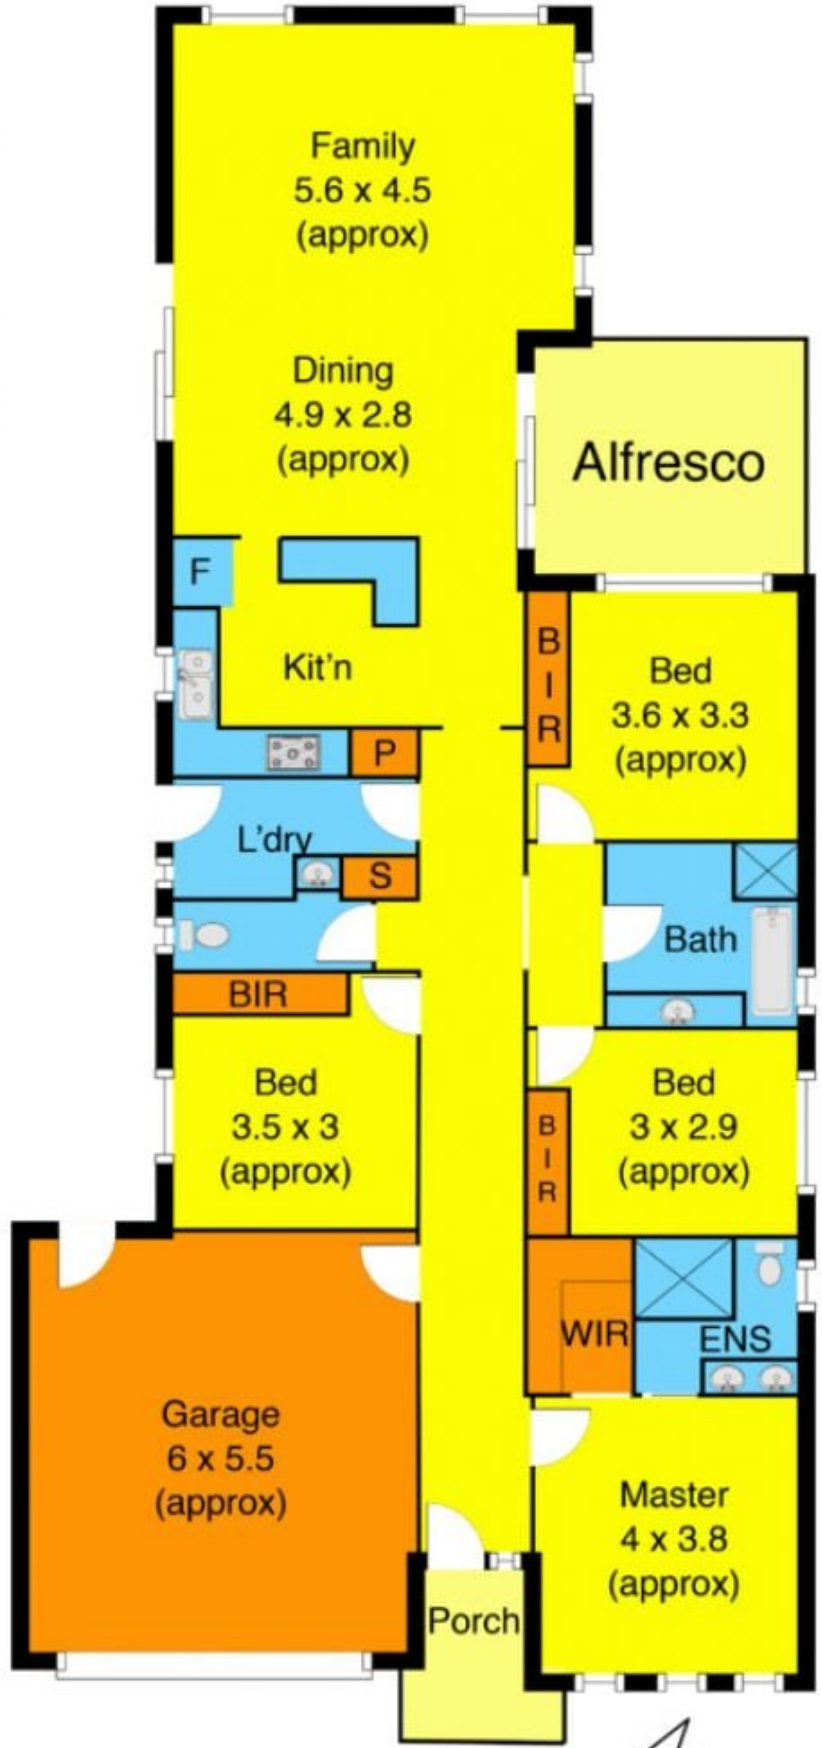 Family
5.6 x 4.5
(approx)
Dining
4.9 x 2.8
(approx)
Alfresco
F
Kit'n
P
B
I
R
Bed
3.6 x 3.3
(approx)
L'dry
S
Bath
BIR
Bed
3.5 x 3
(approx)
B
I
R
Bed
3 x 2.9
(approx)
WIR
ENS
Garage
6 x 5.5
(approx)
Master
4 x 3.8
(approx)
Porch